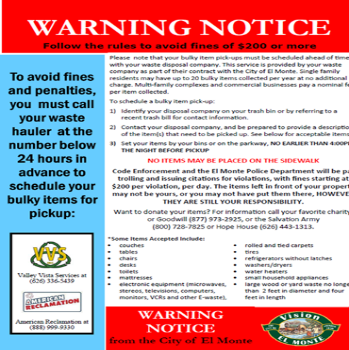 WARNING NOTICE
Follow the rules to avoid fines of $200 or more
To avoid fines
and penalties,
you must call
your waste
hauler at the
number below
24 hours in
advance to
schedule your
bulky items for
pickup:
VVS
Valley Vista Services at
(626) 336-5439
AMERICAN
RECLAMATION
American Reclamation at
(888) 999-9330
Please note that your bulky item pick-ups must be scheduled ahead of time
with your waste disposal company. This service is provided by your waste
company as part of their contract with the City of El Monte. Single family
residents may have up to 20 bulky items collected per year at no additional
charge. Multi-family complexes and commercial businesses pay a nominal f
per item collected.
To schedule a bulky item pick-up:
1) Identify your disposal company on your trash bin or by referring to a
recent trash bill for contact information.
2) Contact your disposal company, and be prepared to provide a descriptio
of the item(s) that need to be picked up. See below for acceptable items
3) Set your items by your bins or on the parkway, NO EARLIER THAN 4:00PM
THE NIGHT BEFORE PICKUP
NO ITEMS MAY BE PLACED ON THE SIDEWALK
Code Enforcement and the El Monte Police Department will be pa
trolling and issuing citations for violations, with fines starting at
$200 per violation, per day. The items left in front of your property
may not be yours, or you may not have put them there, HOWEVER
THEY ARE STILL YOUR RESPONSIBILITY.
Want to donate your items? For information call your favorite charity
or Goodwill (877) 973-2925, or the Salvation Army
(800) 728-7825 or Hope House (626) 443-1313.
*Some Items Accepted Include:
• couches
• tables
• chairs
• desks
• toilets
• mattresses
• electronic equipment (microwaves,
stereos, televisions, computers,
monitors, VCRs and other E-waste),
• rolled and tied carpets
• tires
• refrigerators without latches
• washers/dryers
• water heaters
• small household appliances
• large wood or yard waste no longer
than 2 feet in diameter and four
feet in length
WARNING
NOTICE
from the City of El Monte
Vision
EL MONTE